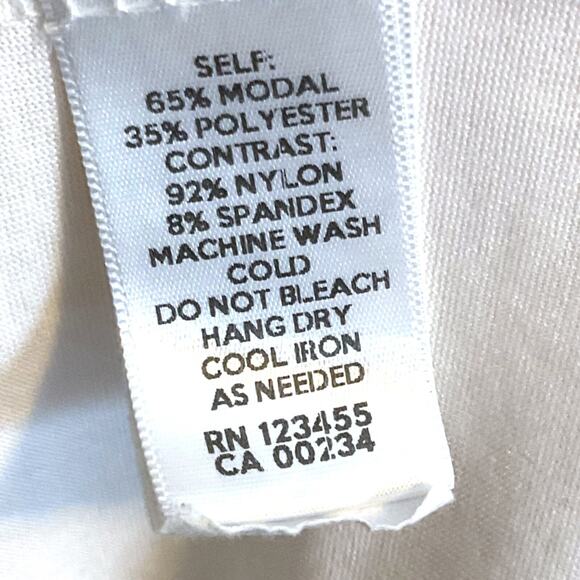 SELF:
65% MODAL
35% POLYESTER
CONTRAST:
92% NYLON
8% SPANDEX
MACHINE WASH
COLD
DO NOT BLEACH
HANG DRY
COOL IRON
AS NEEDED
RN 123455
CA 00234